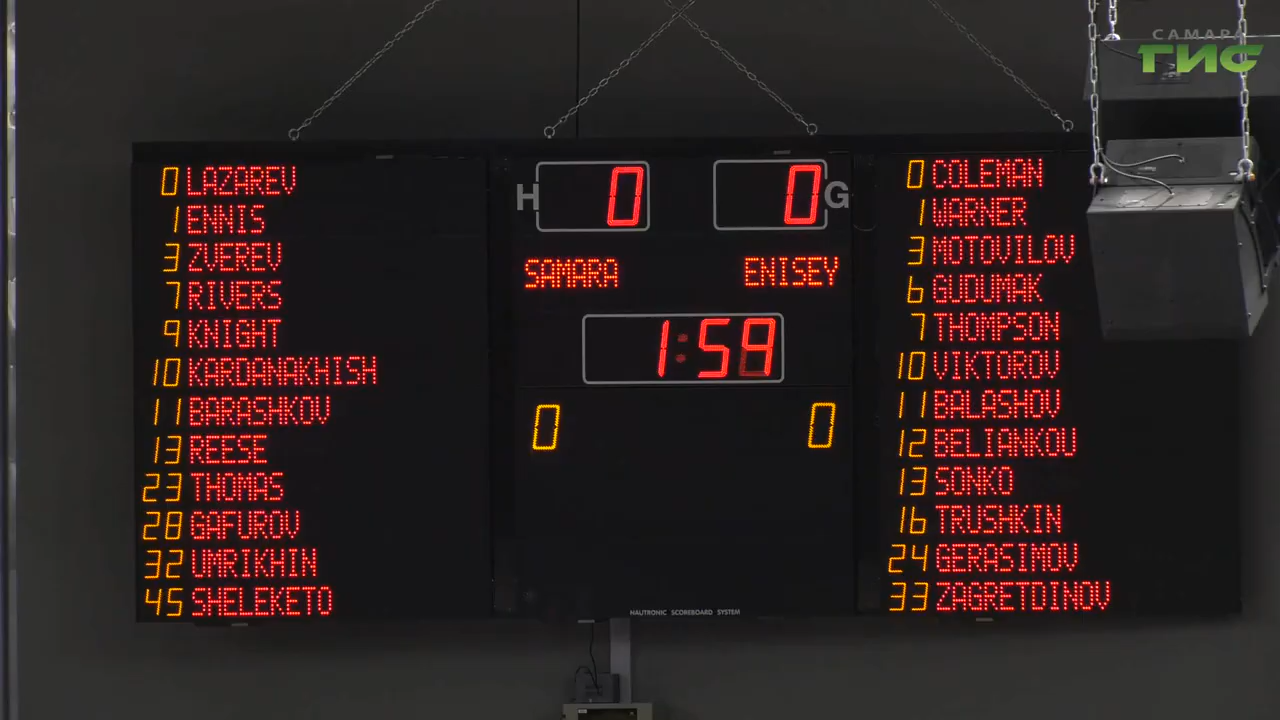 САМАРА
ГИС
0 LAZAREV
1 ENNIS
3 ZVEREV
7 RIVERS
9 KNIGHT
10 KARDANAKHISH
11 BARASHKOV
13 REESE
23 THOMAS
28 GAFUROV
32 UMRIKHIN
45 SHELEKETO
H 0 0 G
SAMARA ENISEY
1:59
0 0
NAUTRONIC SCOREBOARD SYSTEM
0 COLEMAN
1 WARNER
3 MOTOVILOV
6 GUDUMAK
7 THOMPSON
10 VIKTOROV
11 BALASHOV
12 BELIANKOV
13 SONKO
16 TRUSHKIN
24 GERASIMOV
33 ZAGRETDINOV